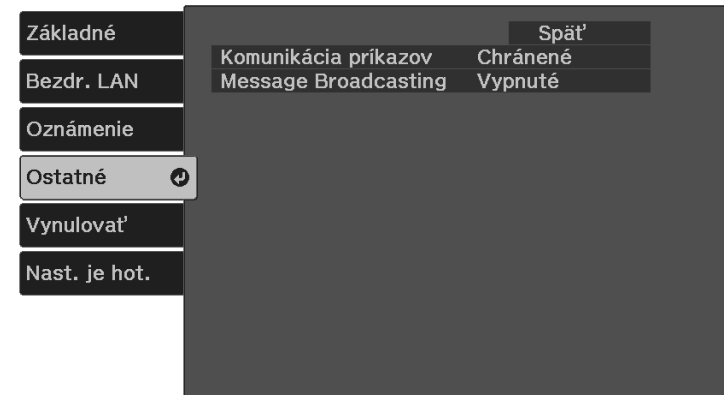 Základné
Bezdr. LAN
Oznámenie
Ostatné
Vynulovať
Nast. je hot.
Späť
Komunikácia príkazov Chránené
Message Broadcasting Vypnuté